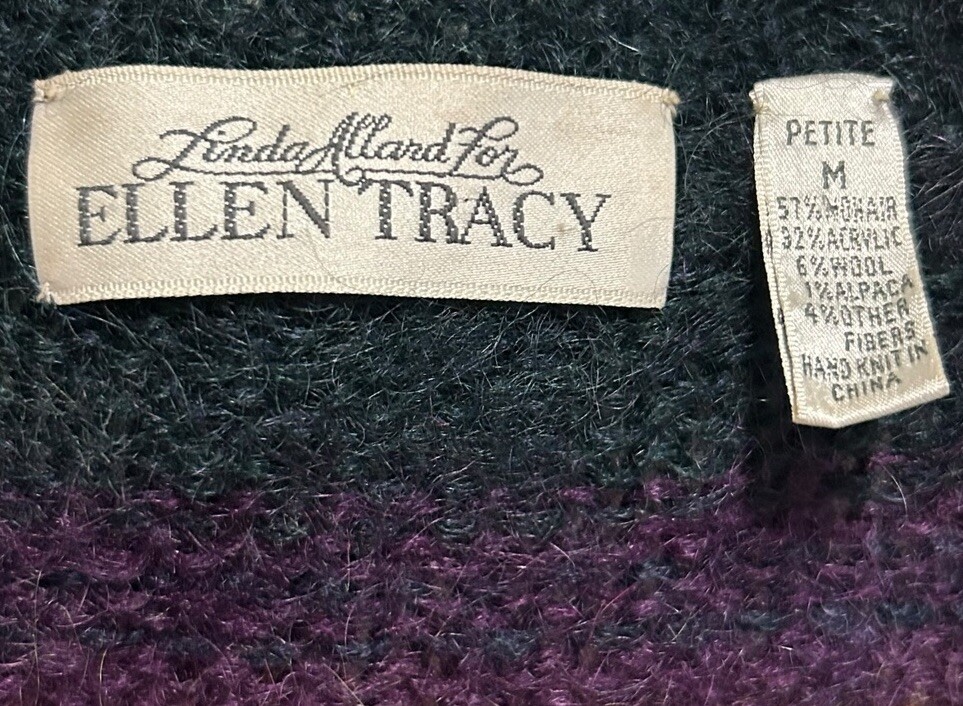 Linda Allard For
ELLEN TRACY
PETITE
M
57%MOHAIR
32%ACRYLIC
6%WOOL
1%ALPACA
4%OTHER
FIBERS
HAND KNIT IN
CHINA